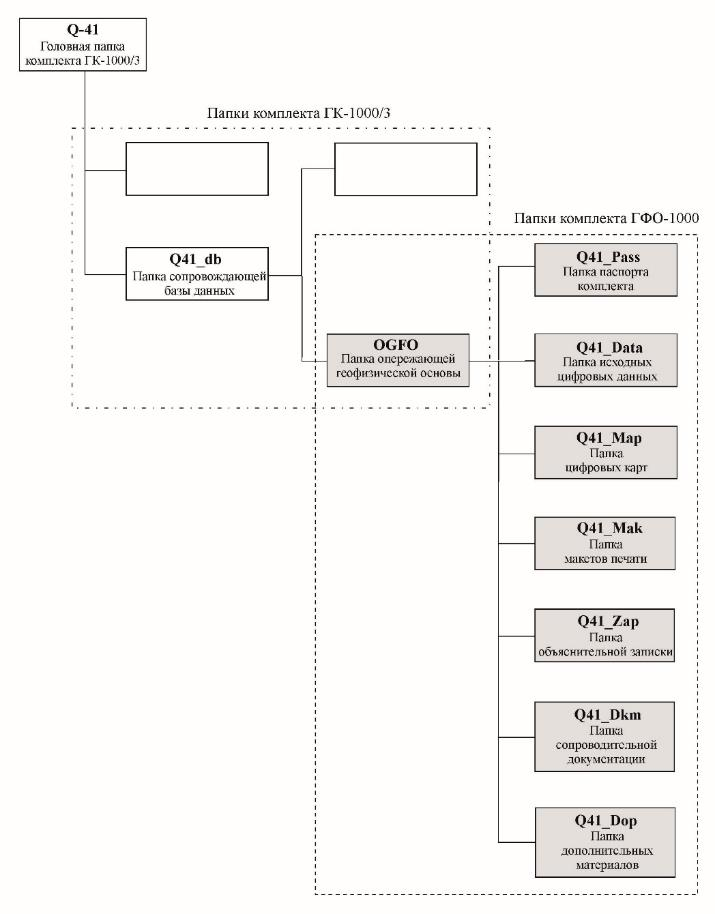 Q-41
Головная папка
комплекта ГК-1000/3
Папки комплекта ГК-1000/3
Q41_db
Папка сопровождающей
базы данных
Папки комплекта ГФО-1000
OGFO
Папка опережающей
геофизической основы
Q41_Pass
Папка паспорта
комплекта
Q41_Data
Папка исходных
цифровых данных
Q41_Map
Папка
цифровых карт
Q41_Mak
Папка
макетов печати
Q41_Zap
Папка
объяснительной записки
Q41_Dkm
Папка
сопроводительной
документации
Q41_Dop
Папка
дополнительных
материалов